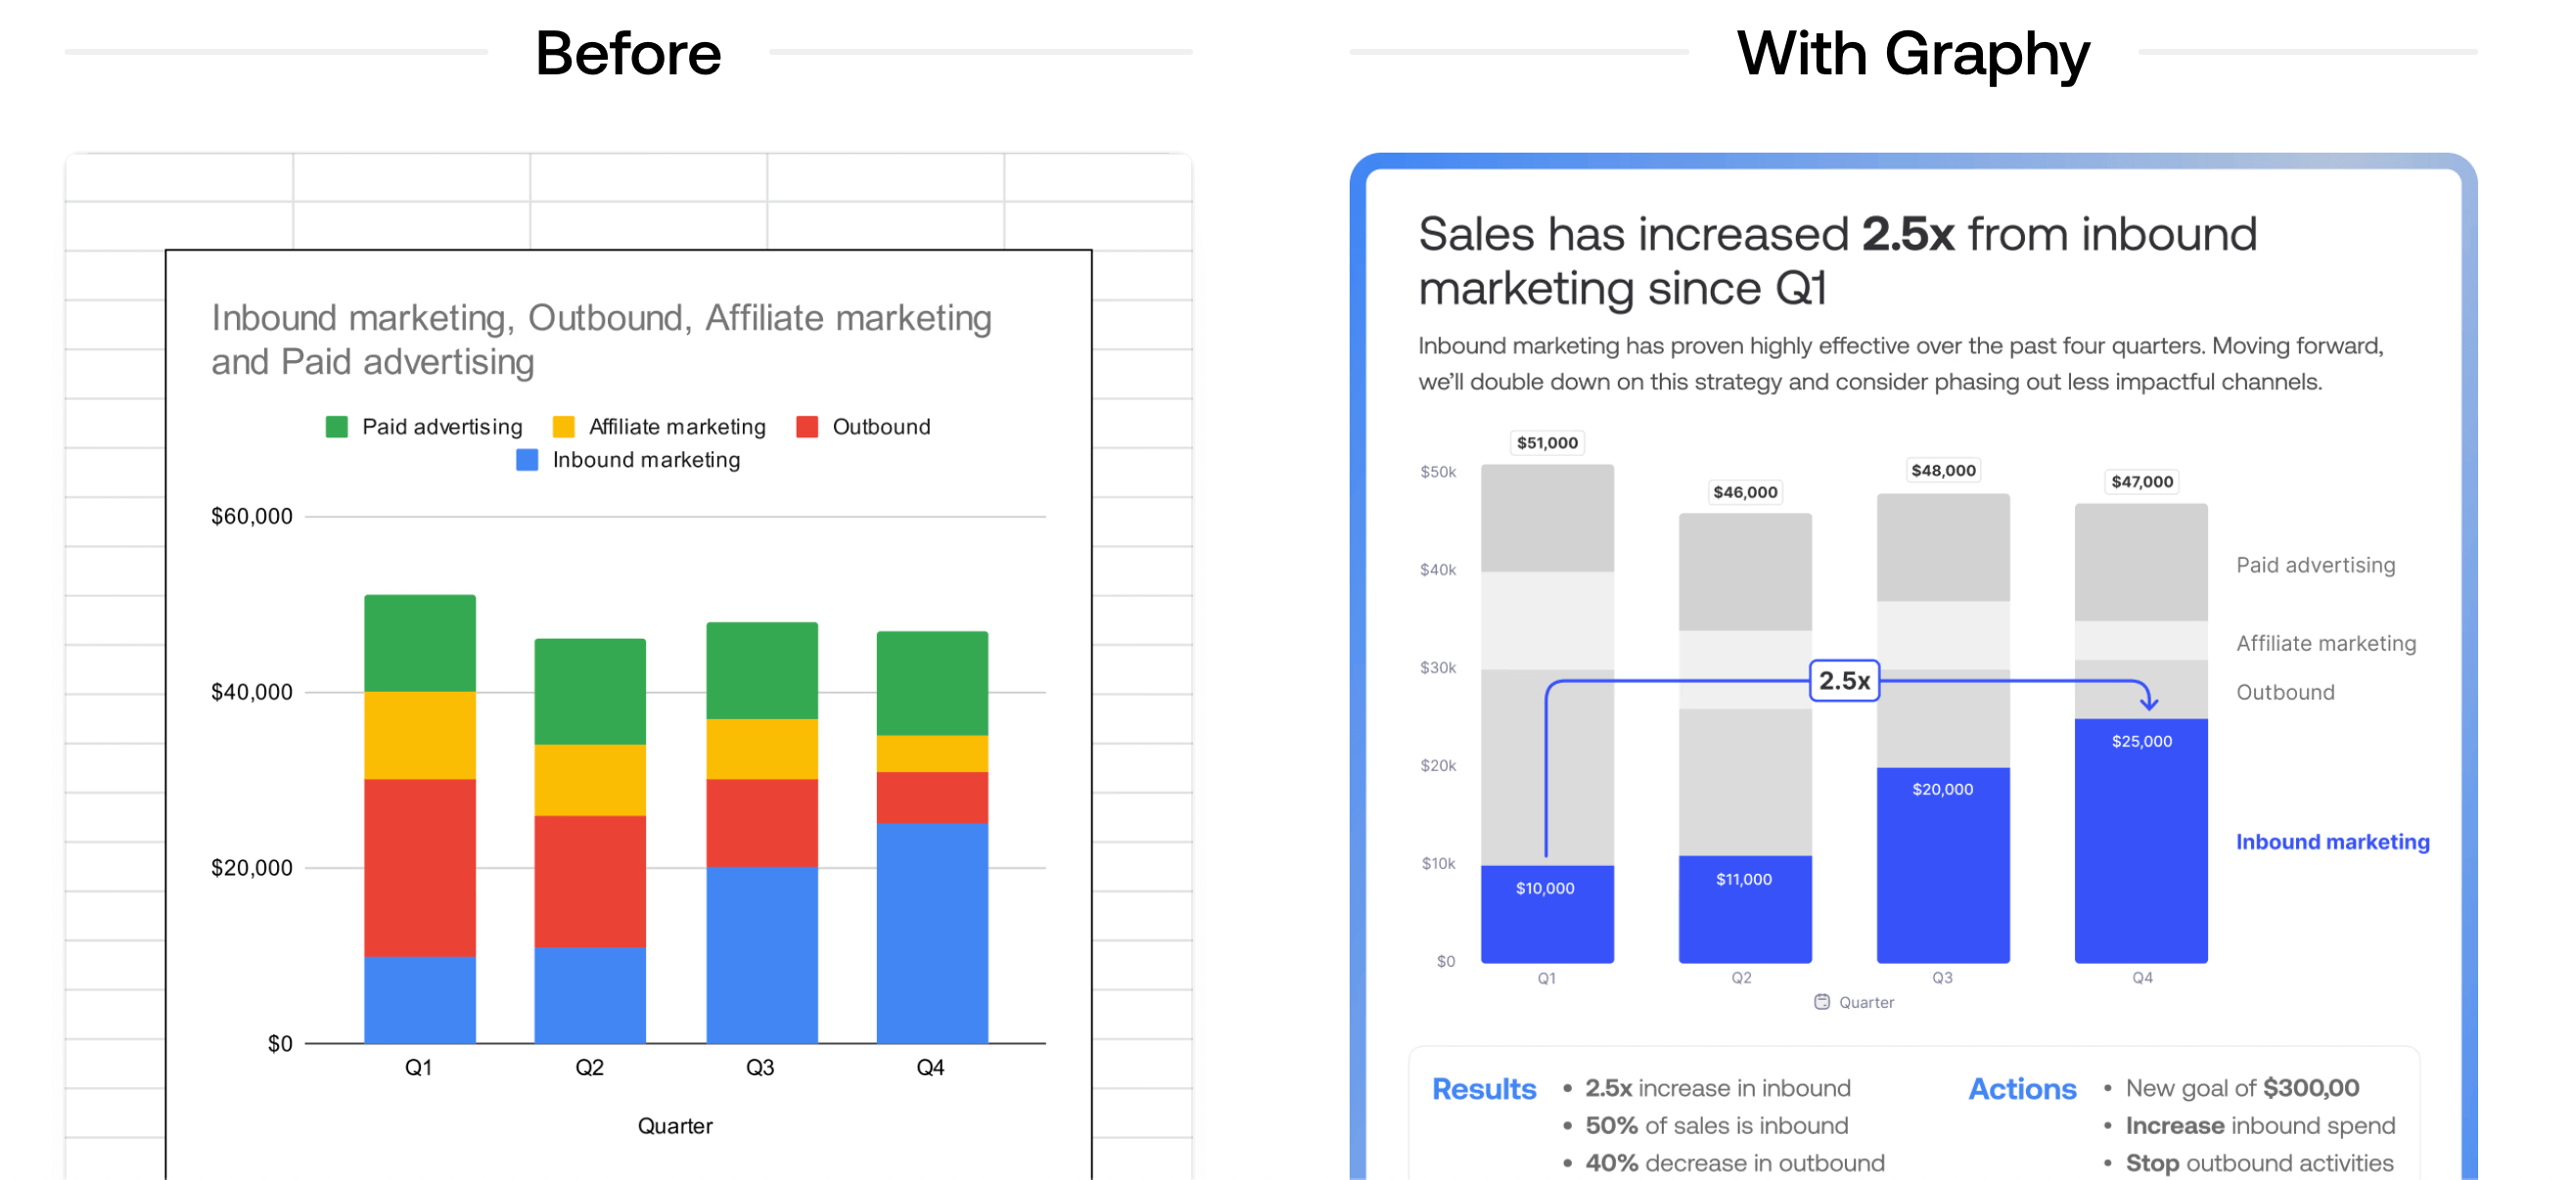 Before
Inbound marketing, Outbound, Affiliate marketing
and Paid advertising
Paid advertising
Affiliate marketing
Outbound
Inbound marketing
$60,000
$40,000
$20,000
$0
Q1
Q2
Q3
Q4
Quarter
With Graphy
Sales has increased 2.5x from inbound
marketing since Q1
Inbound marketing has proven highly effective over the past four quarters. Moving forward,
we'll double down on this strategy and consider phasing out less impactful channels.
$50k
$40k
$30k
$20k
$10k
$0
$51,000
$46,000
$48,000
$47,000
2.5x
$10,000
$11,000
$20,000
$25,000
Paid advertising
Affiliate marketing
Outbound
Inbound marketing
Q1
Q2
Q3
Q4
Quarter
Results
• 2.5x increase in inbound
• 50% of sales is inbound
• 40% decrease in outbound
Actions
• New goal of $300,00
• Increase inbound spend
• Stop outbound activities